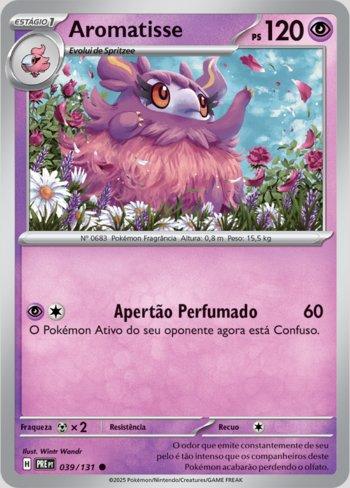 ESTÁGIO 1
Aromatisse
PS 120
Evolui de Spritzee
Nº 0683 Pokémon Fragrância Altura: 0,8 m Peso: 15,5 kg
Apertão Perfumado 60
O Pokémon Ativo do seu oponente agora está Confuso.
Fraqueza ×2 Resistência Recuo
Ilust. Wintr Wandr
H PRE PT 039/131
O odor que emite constantemente de seu
pelo é tão intenso que os companheiros deste
Pokémon acabarão perdendo o olfato.
©2025 Pokémon/Nintendo/Creatures/GAME FREAK